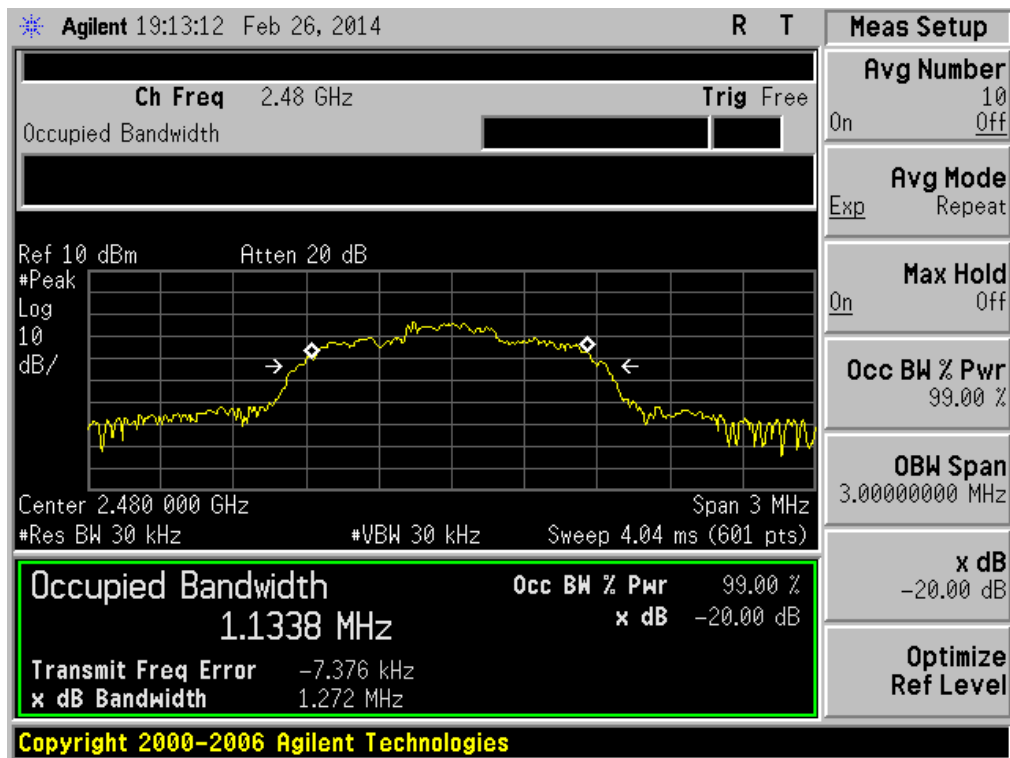 Agilent 19:13:12 Feb 26, 2014 R T
Meas Setup
Ch Freq 2.48 GHz Trig Free
Occupied Bandwidth
Avg Number
10
On Off
Avg Mode
Exp Repeat
Max Hold
On Off
Occ BW % Pwr
99.00 %
OBW Span
3.00000000 MHz
x dB
-20.00 dB
Optimize
Ref Level
Ref 10 dBm Atten 20 dB
#Peak
Log
10
dB/
Center 2.480 000 GHz Span 3 MHz
#Res BW 30 kHz #VBW 30 kHz Sweep 4.04 ms (601 pts)
Occupied Bandwidth Occ BW % Pwr 99.00 %
1.1338 MHz x dB -20.00 dB
Transmit Freq Error -7.376 kHz
x dB Bandwidth 1.272 MHz
Copyright 2000-2006 Agilent Technologies